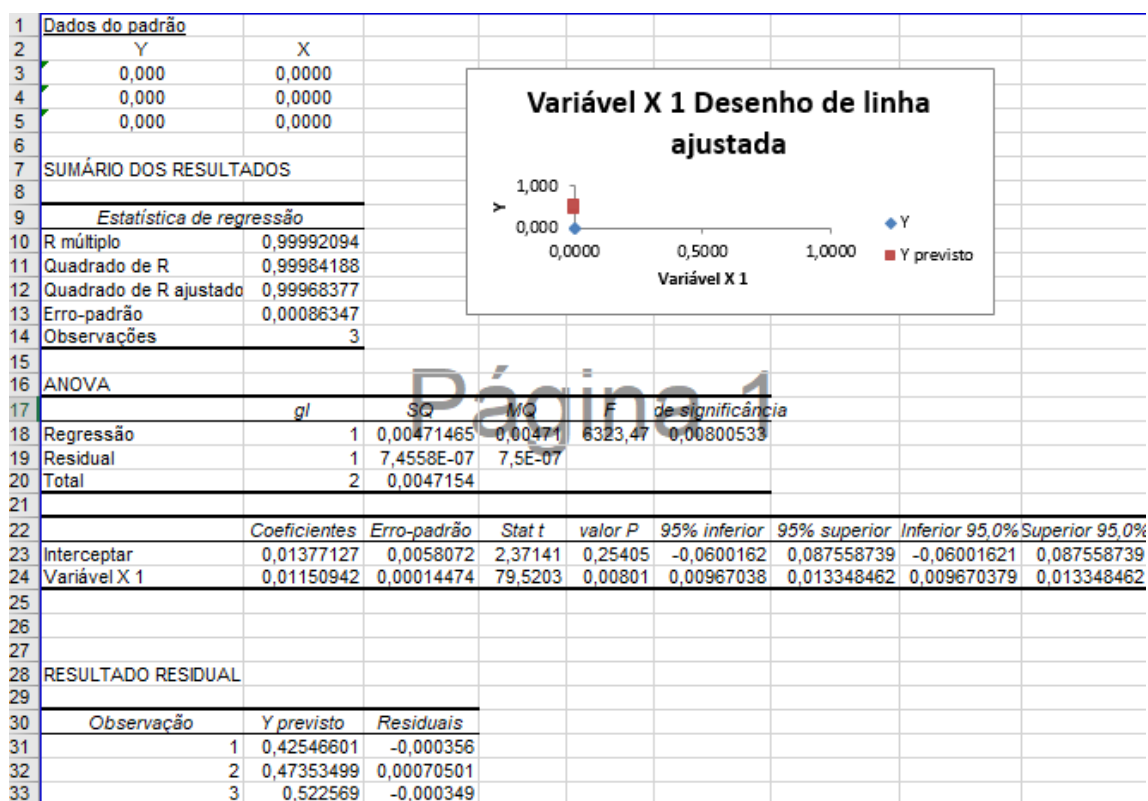 1 Dados do padrão
2 Y X
3 0,000 0,0000
4 0,000 0,0000
5 0,000 0,0000
6
7 SUMÁRIO DOS RESULTADOS
8
9 Estatística de regressão
10 R múltiplo 0,99992094
11 Quadrado de R 0,99984188
12 Quadrado de R ajustado 0,99968377
13 Erro-padrão 0,00086347
14 Observações 3
15
16 ANOVA
17 gl SQ MQ F de significância
18 Regressão 1 0,00471465 0,00471 6323,47 0,00800533
19 Residual 1 7,4558E-07 7,5E-07
20 Total 2 0,0047154
21
22 Coeficientes Erro-padrão Stat t valor P 95% inferior 95% superior Inferior 95,0% Superior 95,0%
23 Interceptar 0,01377127 0,0058072 2,37141 0,25405 -0,0600162 0,087558739 -0,06001621 0,087558739
24 Variável X 1 0,01150942 0,00014474 79,5203 0,00801 0,00967038 0,013348462 0,009670379 0,013348462
25
26
27
28 RESULTADO RESIDUAL
29
30 Observação Y previsto Residuais
31 1 0,42546601 -0,000356
32 2 0,47353499 0,00070501
33 3 0,522569 -0,000349
Variável X 1 Desenho de linha
ajustada
1,000
0,000
Y
0,0000 0,5000 1,0000
Variável X 1
Y
Y previsto
Página 1